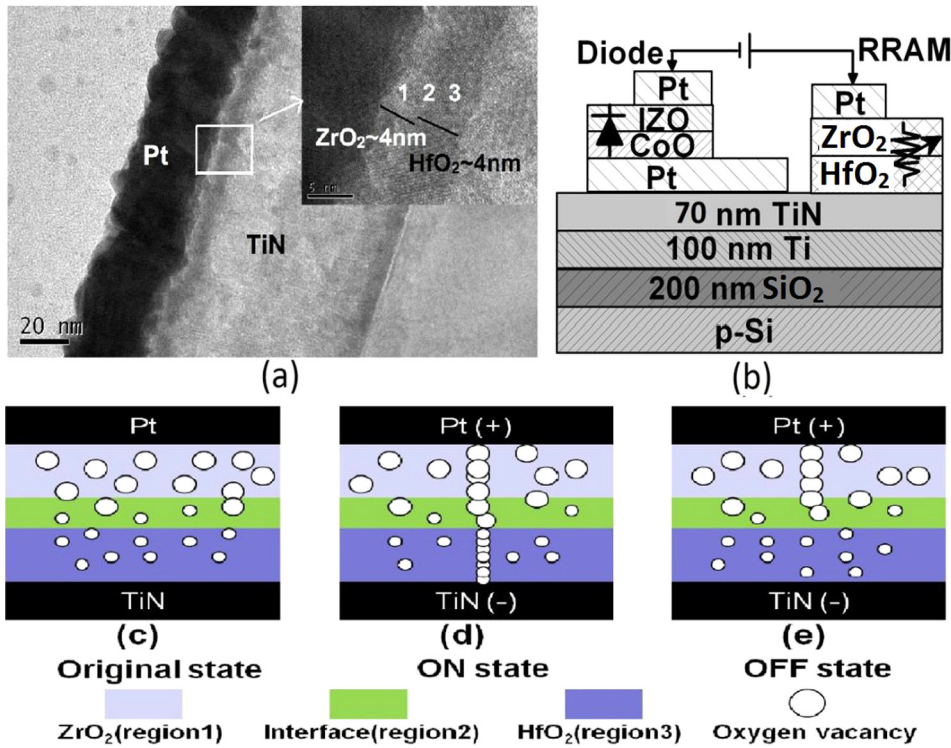 Pt
TiN
1 2 3
ZrO₂~4nm
HfO₂~4nm
5 nm
20 nm
(a)
Diode
RRAM
Pt
IZO
CoO
Pt
Pt
ZrO₂
HfO₂
70 nm TiN
100 nm Ti
200 nm SiO₂
p-Si
(b)
Pt
TiN
(c)
Original state
Pt (+)
TiN (–)
(d)
ON state
Pt (+)
TiN (–)
(e)
OFF state
ZrO₂(region1)
Interface(region2)
HfO₂(region3)
Oxygen vacancy